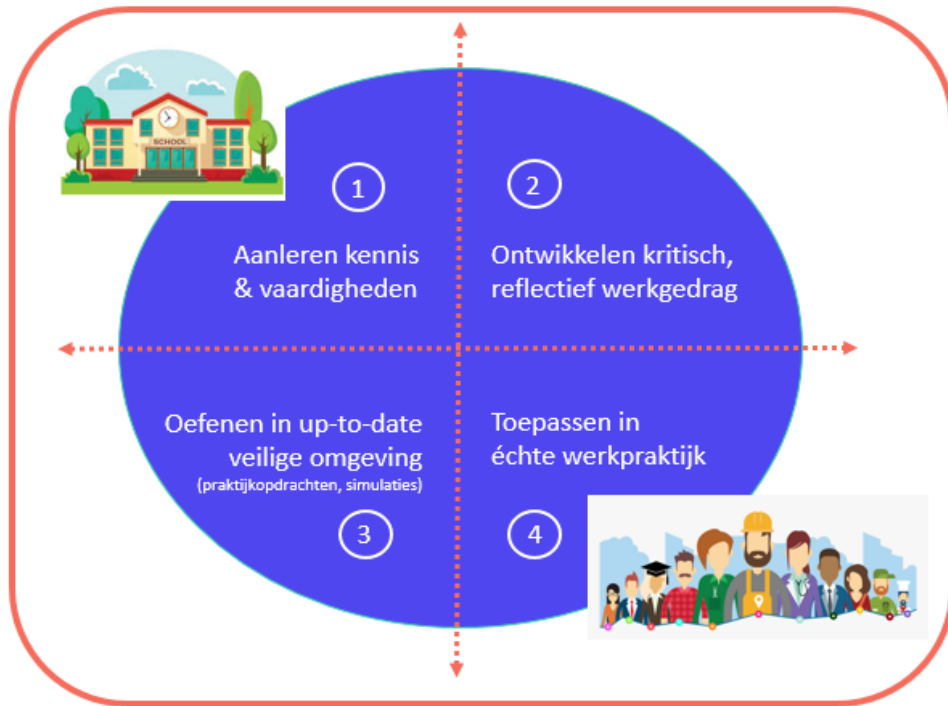 SCHOOL
1
Aanleren kennis
& vaardigheden
2
Ontwikkelen kritisch,
reflectief werkgedrag
Oefenen in up-to-date
veilige omgeving
(praktijkopdrachten, simulaties)
3
Toepassen in
échte werkpraktijk
4